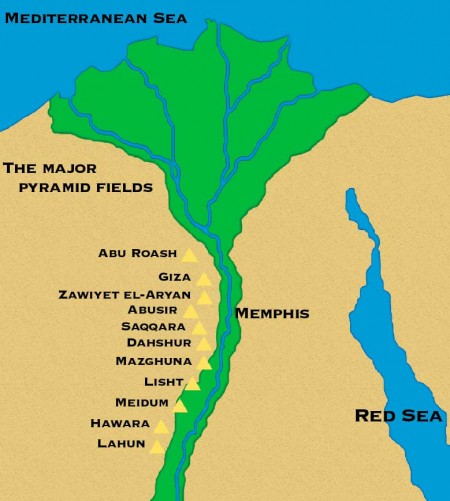 Mediterranean Sea
The major
pyramid fields
Abu Roash
Giza
Zawiyet el-Aryan
Abusir
Saqqara
Dahshur
Mazghuna
Lisht
Meidum
Hawara
Lahun
Memphis
Red Sea